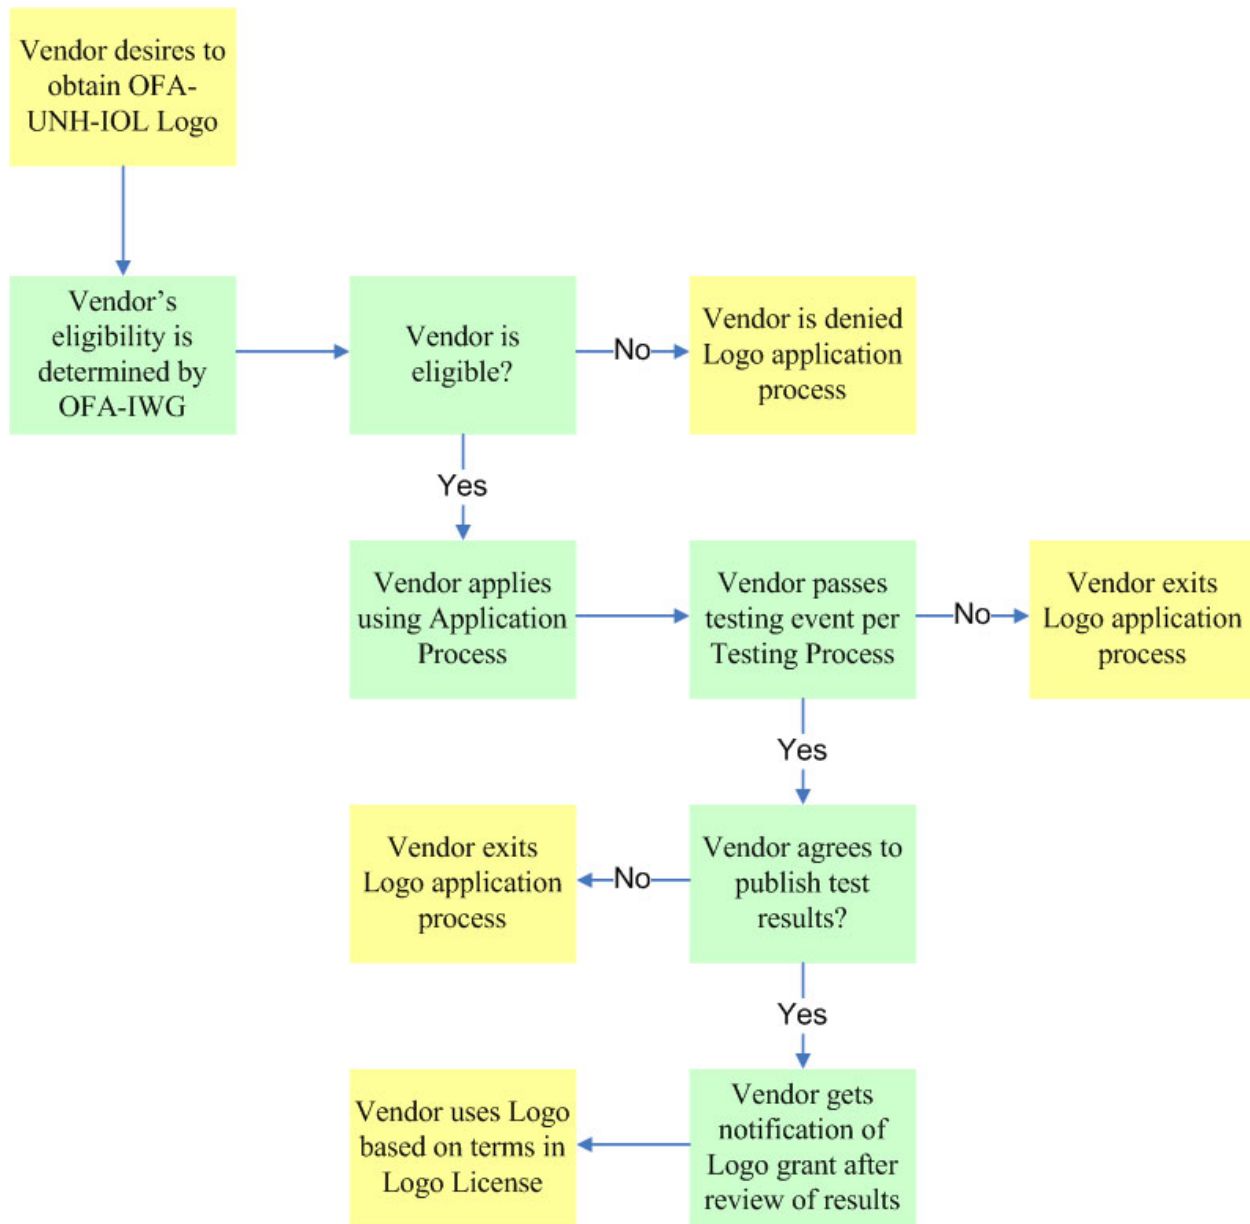 Vendor desires to
obtain OFA-
UNH-IOL Logo
Vendor's
eligibility is
determined by
OFA-IWG
Vendor is
eligible?
No
Vendor is denied
Logo application
process
Yes
Vendor applies
using Application
Process
Vendor passes
testing event per
Testing Process
No
Vendor exits
Logo application
process
Yes
Vendor exits
Logo application
process
No
Vendor agrees to
publish test
results?
Yes
Vendor uses Logo
based on terms in
Logo License
Vendor gets
notification of
Logo grant after
review of results